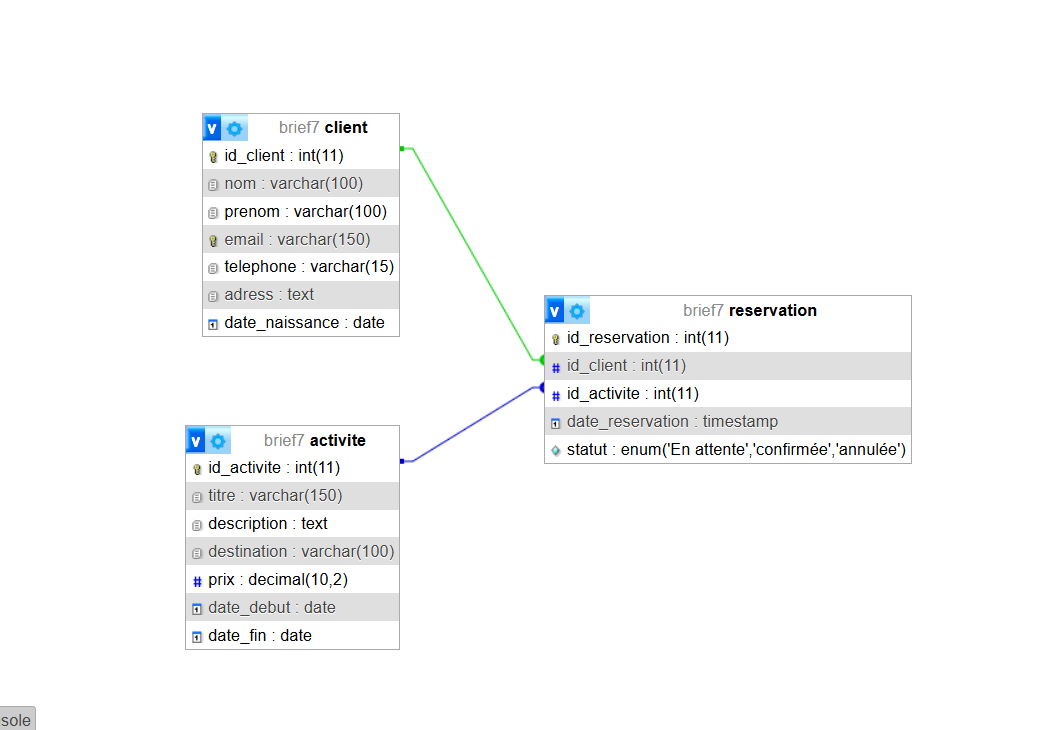 v brief7 client
id_client : int(11)
nom : varchar(100)
prenom : varchar(100)
email : varchar(150)
telephone : varchar(15)
adress : text
date_naissance : date
v brief7 reservation
id_reservation : int(11)
# id_client : int(11)
# id_activite : int(11)
date_reservation : timestamp
statut : enum('En attente','confirmée','annulée')
v brief7 activite
id_activite : int(11)
titre : varchar(150)
description : text
destination : varchar(100)
# prix : decimal(10,2)
date_debut : date
date_fin : date
sole